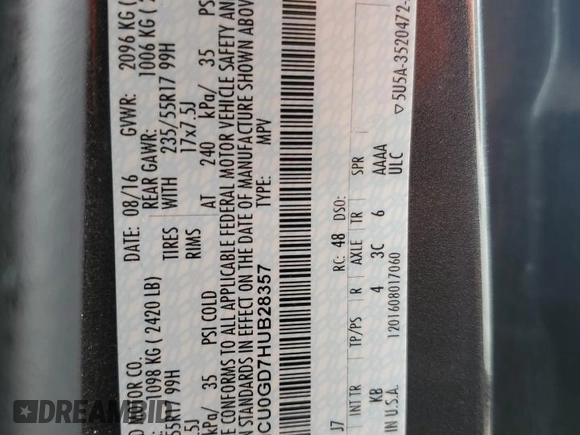 DATE: 08/16 GVWR: 2096 KG (
O MOTOR CO.
1098 KG ( 2420 LB) REAR GAWR: 1006 KG (
55R17 99H TIRES WITH 235/55R17 99H
5J RIMS 17x7.5J
kPa/ 35 PSI COLD AT 240 kPa/ 35 PS
E CONFORMS TO ALL APPLICABLE FEDERAL MOTOR VEHICLE SAFETY AN
N STANDARDS IN EFFECT ON THE DATE OF MANUFACTURE SHOWN ABOV
CU0GD7HUB28357 TYPE: MPV
J7 RC: 48 DSO:
INT TR TP/PS R AXLE TR SPR
KB 4 3C 6 AAAA
IN U.S.A. 1201608017060 ULC
▽5U5A-3520472-
DREAMBID